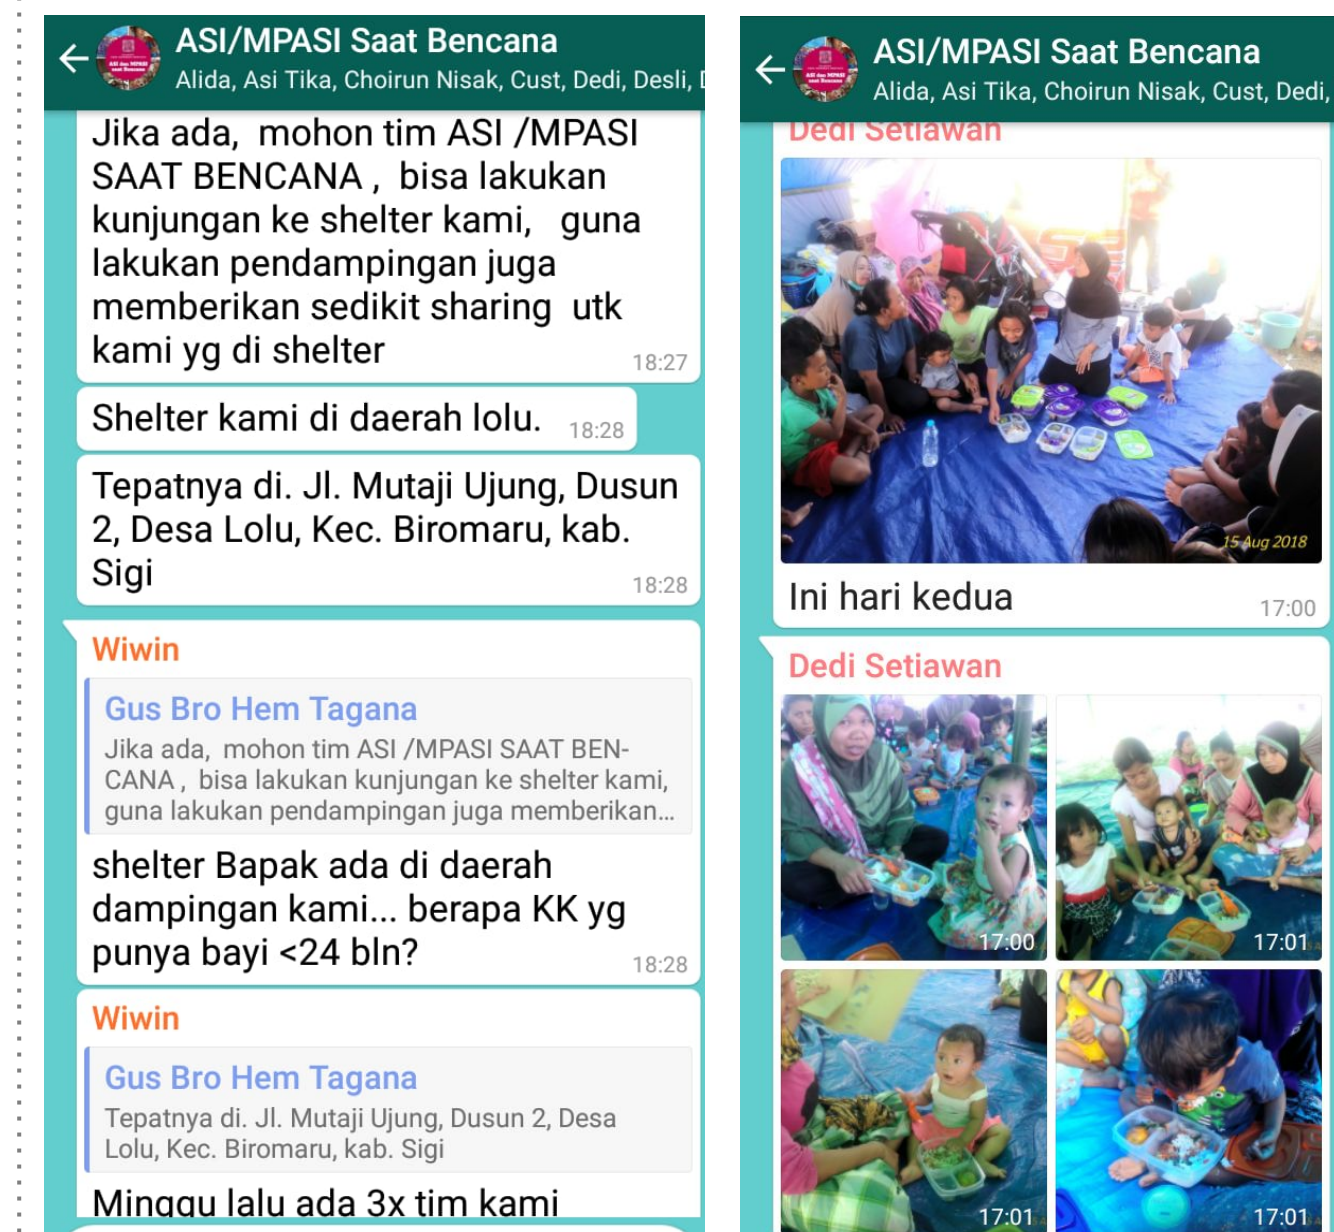 ASI/MPASI Saat Bencana
Alida, Asi Tika, Choirun Nisak, Cust, Dedi, Desli,
Jika ada, mohon tim ASI /MPASI
SAAT BENCANA , bisa lakukan
kunjungan ke shelter kami, guna
lakukan pendampingan juga
memberikan sedikit sharing utk
kami yg di shelter
18:27
Shelter kami di daerah lolu.
18:28
Tepatnya di. Jl. Mutaji Ujung, Dusun
2, Desa Lolu, Kec. Biromaru, kab.
Sigi
18:28
Wiwin
Gus Bro Hem Tagana
Jika ada, mohon tim ASI /MPASI SAAT BEN-
CANA , bisa lakukan kunjungan ke shelter kami,
guna lakukan pendampingan juga memberikan...
shelter Bapak ada di daerah
dampingan kami... berapa KK yg
punya bayi <24 bln?
18:28
Wiwin
Gus Bro Hem Tagana
Tepatnya di. Jl. Mutaji Ujung, Dusun 2, Desa
Lolu, Kec. Biromaru, kab. Sigi
Minggu lalu ada 3x tim kami
ASI/MPASI Saat Bencana
Alida, Asi Tika, Choirun Nisak, Cust, Dedi,
Dedi Setiawan
15 Aug 2018
Ini hari kedua
17:00
Dedi Setiawan
17:00
17:01
17:01
17:01